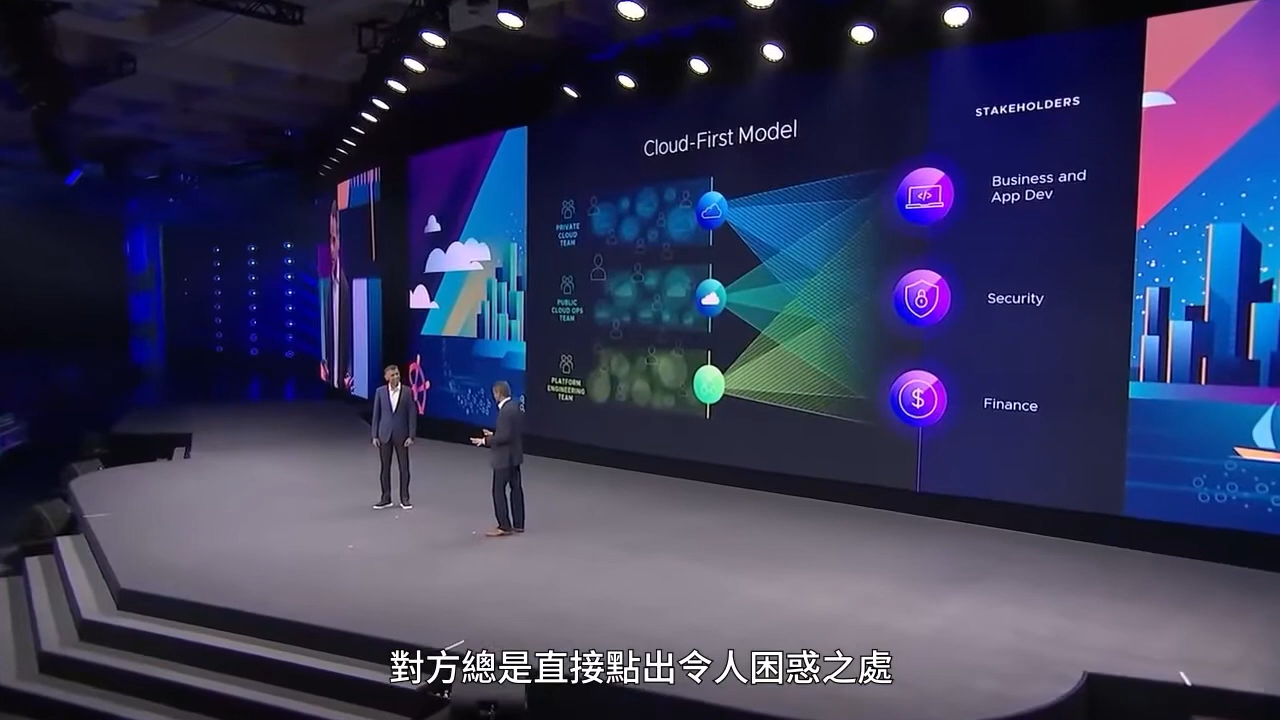 STAKEHOLDERS
Cloud-First Model
Business and
App Dev
PRIVATE
CLOUD
TEAM
PUBLIC
CLOUD OPS
TEAM
Security
PLATFORM
ENGINEERING
TEAM
Finance
對方總是直接點出令人困惑之處